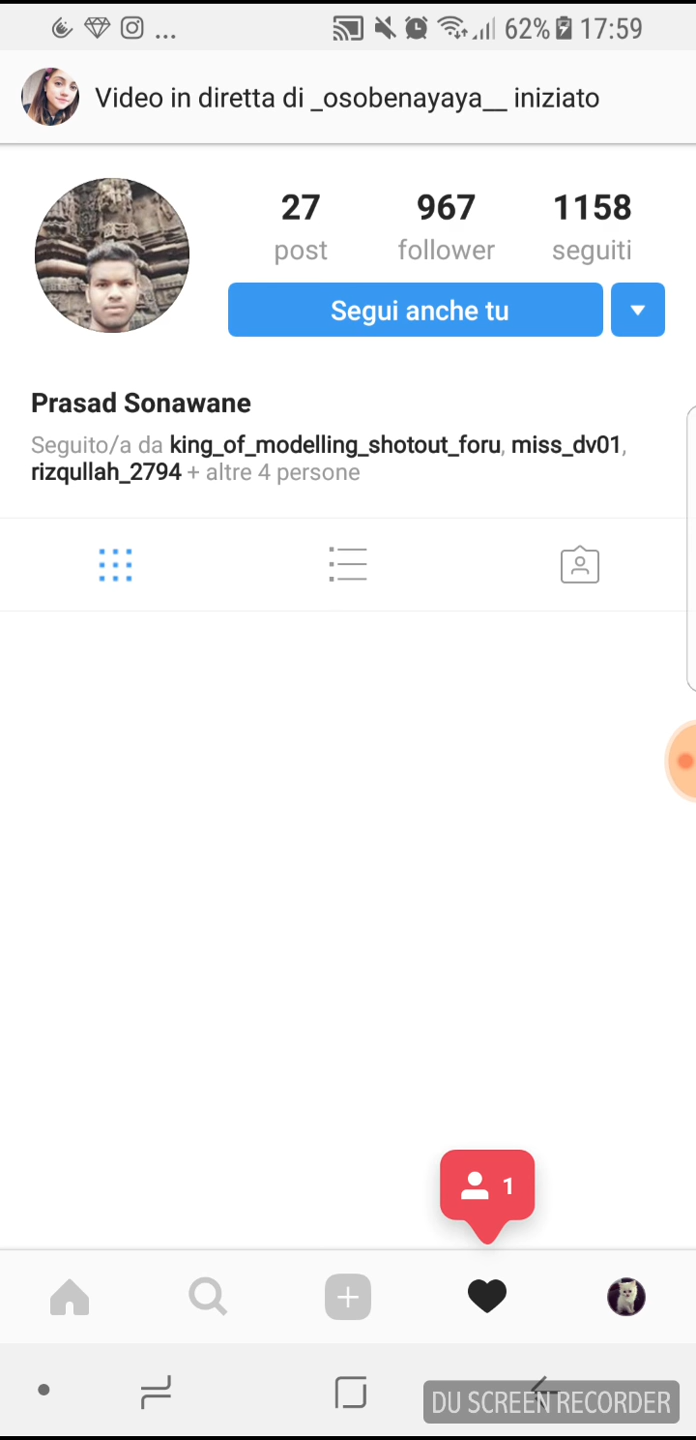 ... 62% 17:59
Video in diretta di _osobenayaya__ iniziato
27 967 1158
post follower seguiti
Segui anche tu
Prasad Sonawane
Seguito/a da king_of_modelling_shotout_foru, miss_dv01,
rizqullah_2794 + altre 4 persone
1
DU SCREEN RECORDER